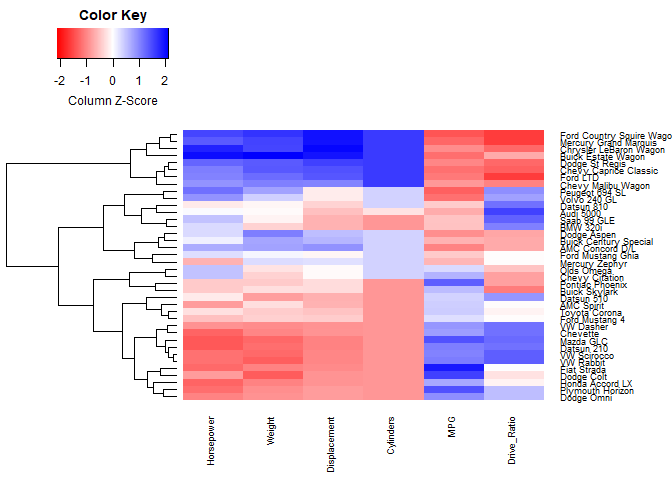 Color Key
-2 -1 0 1 2
Column Z-Score
Ford Country Squire Wago
Mercury Grand Marquis
Chrysler LeBaron Wagon
Buick Estate Wagon
Dodge St Regis
Chevy Caprice Classic
Ford LTD
Chevy Malibu Wagon
Peugeot 694 SL
Volvo 240 GL
Datsun 810
Audi 5000
Saab 99 GLE
BMW 320i
Dodge Aspen
Buick Century Special
AMC Concord D/L
Ford Mustang Ghia
Mercury Zephyr
Olds Omega
Chevy Citation
Pontiac Phoenix
Buick Skylark
Datsun 510
AMC Spirit
Toyota Corona
Ford Mustang 4
VW Dasher
Chevette
Mazda GLC
Datsun 210
VW Scirocco
VW Rabbit
Fiat Strada
Dodge Colt
Honda Accord LX
Plymouth Horizon
Dodge Omni
Horsepower
Weight
Displacement
Cylinders
MPG
Drive_Ratio